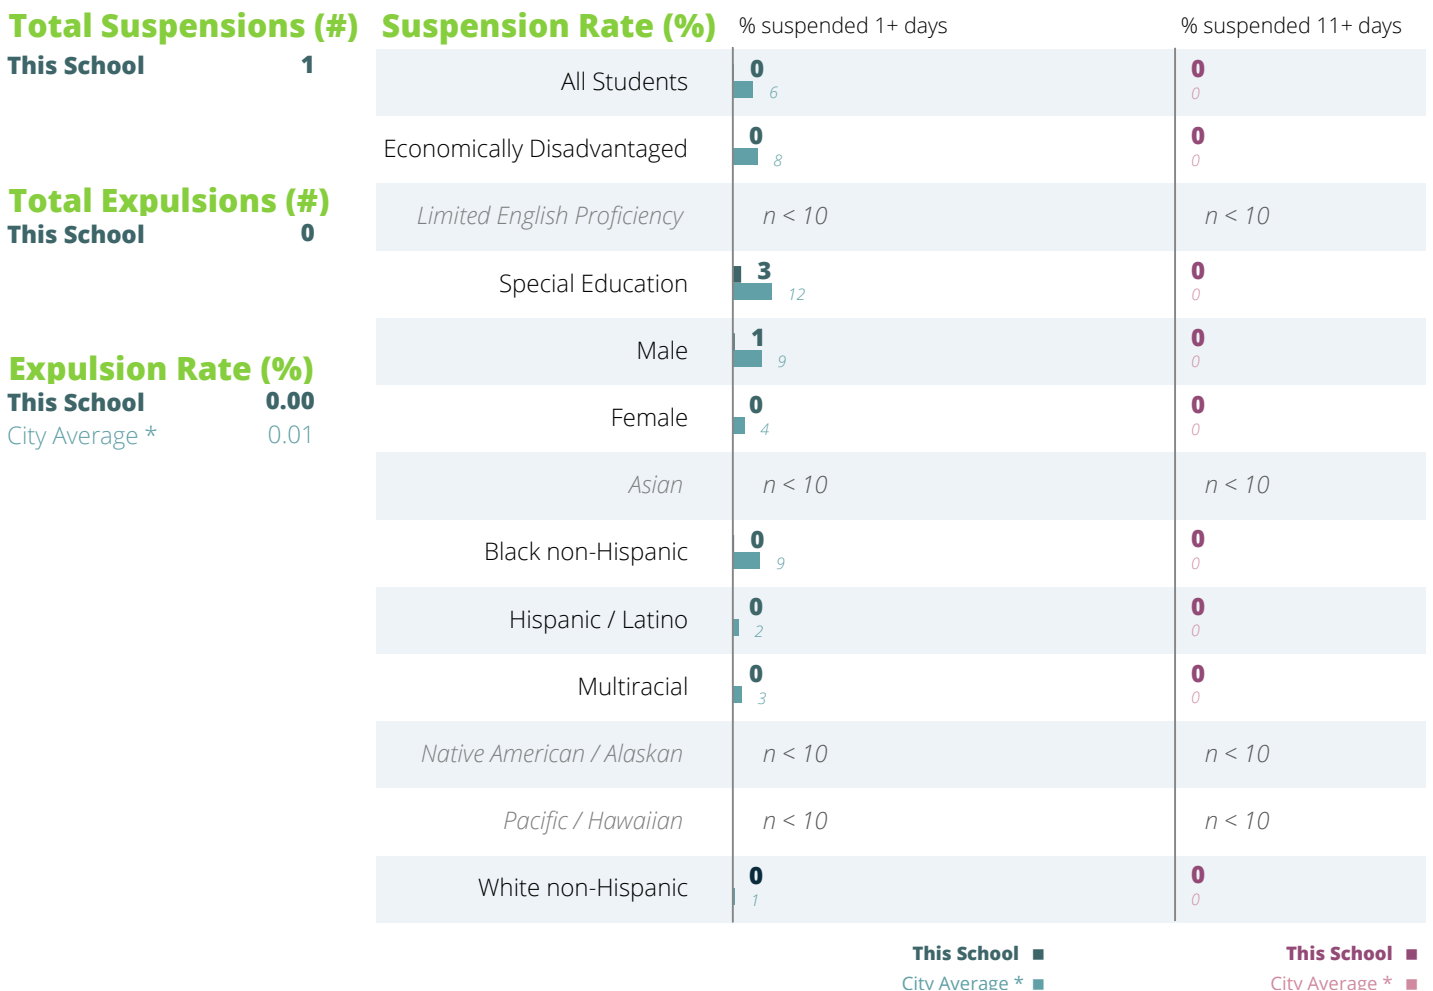 Total Suspensions (#)
This School 1
Total Expulsions (#)
This School 0
Expulsion Rate (%)
This School 0.00
City Average * 0.01
Suspension Rate (%) % suspended 1+ days % suspended 11+ days
All Students 0 0
6 0
Economically Disadvantaged 0 0
8 0
Limited English Proficiency n < 10 n < 10
Special Education 3 0
12 0
Male 1 0
9 0
Female 0 0
4 0
Asian n < 10 n < 10
Black non-Hispanic 0 0
9 0
Hispanic / Latino 0 0
2 0
Multiracial 0 0
3 0
Native American / Alaskan n < 10 n < 10
Pacific / Hawaiian n < 10 n < 10
White non-Hispanic 0 0
1 0
This School This School
City Average * City Average *